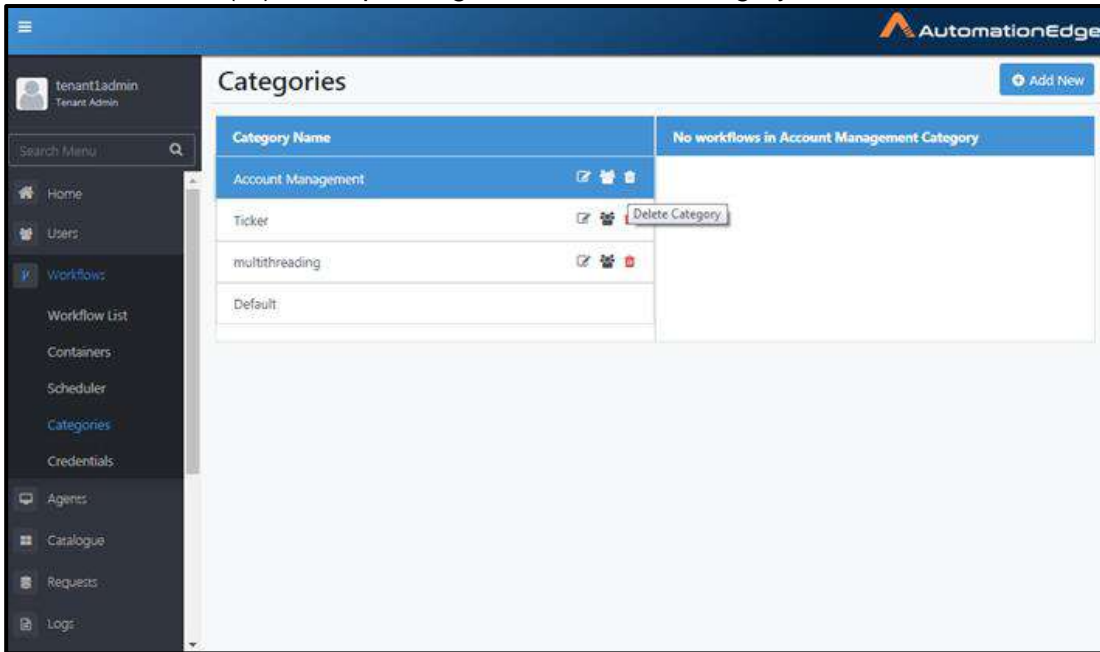 AutomationEdge
tenant1admin
Tenant Admin
Search Menu
Home
Users
Workflows
Workflow List
Containers
Scheduler
Categories
Credentials
Agents
Catalogue
Requests
Logs
Categories
Add New
Category Name
No workflows in Account Management Category
Account Management
Delete Category
Ticker
multithreading
Default